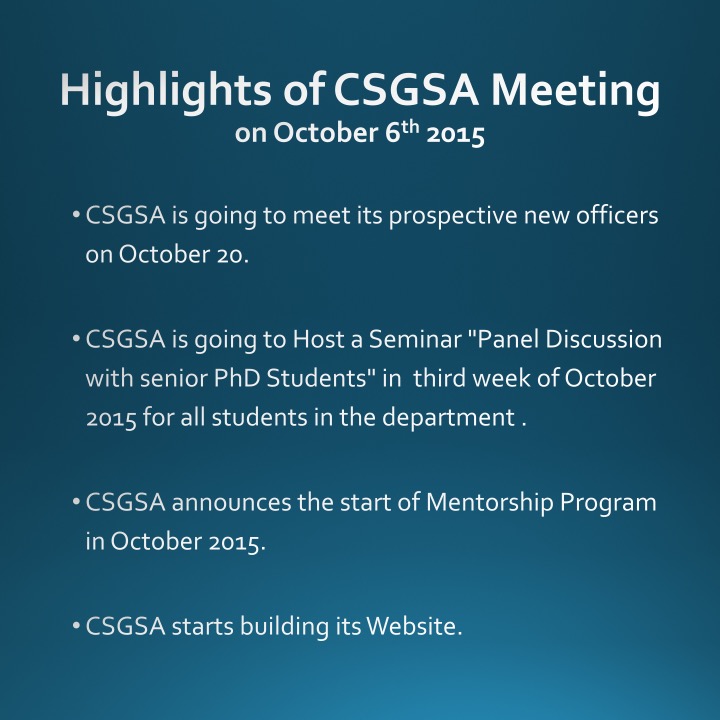 Highlights of CSGSA Meeting
on October 6th 2015
• CSGSA is going to meet its prospective new officers
on October 20.
• CSGSA is going to Host a Seminar "Panel Discussion
with senior PhD Students" in  third week of October
2015 for all students in the department .
• CSGSA announces the start of Mentorship Program
in October 2015.
• CSGSA starts building its Website.